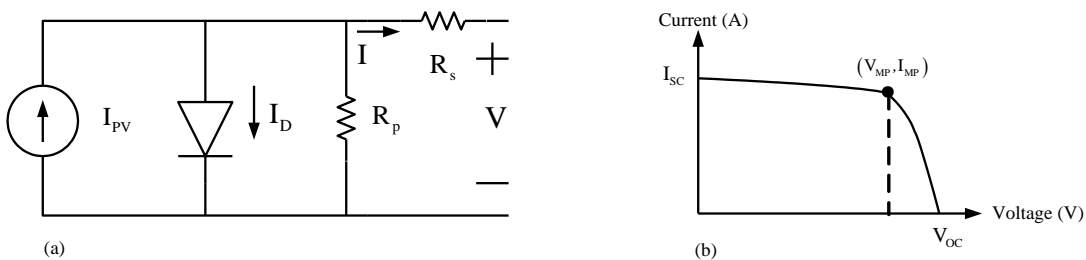 I_PV
I_D
R_p
I
R_s
+
V
−
(a)
Current (A)
I_SC
(V_MP, I_MP)
Voltage (V)
V_OC
(b)